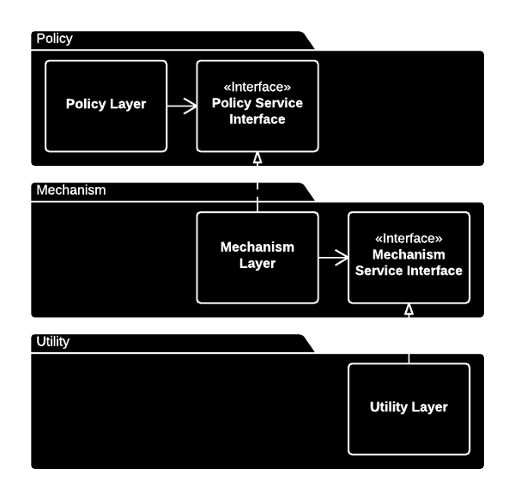 Policy
Policy Layer
«Interface»
Policy Service
Interface
Mechanism
Mechanism
Layer
«Interface»
Mechanism
Service Interface
Utility
Utility Layer